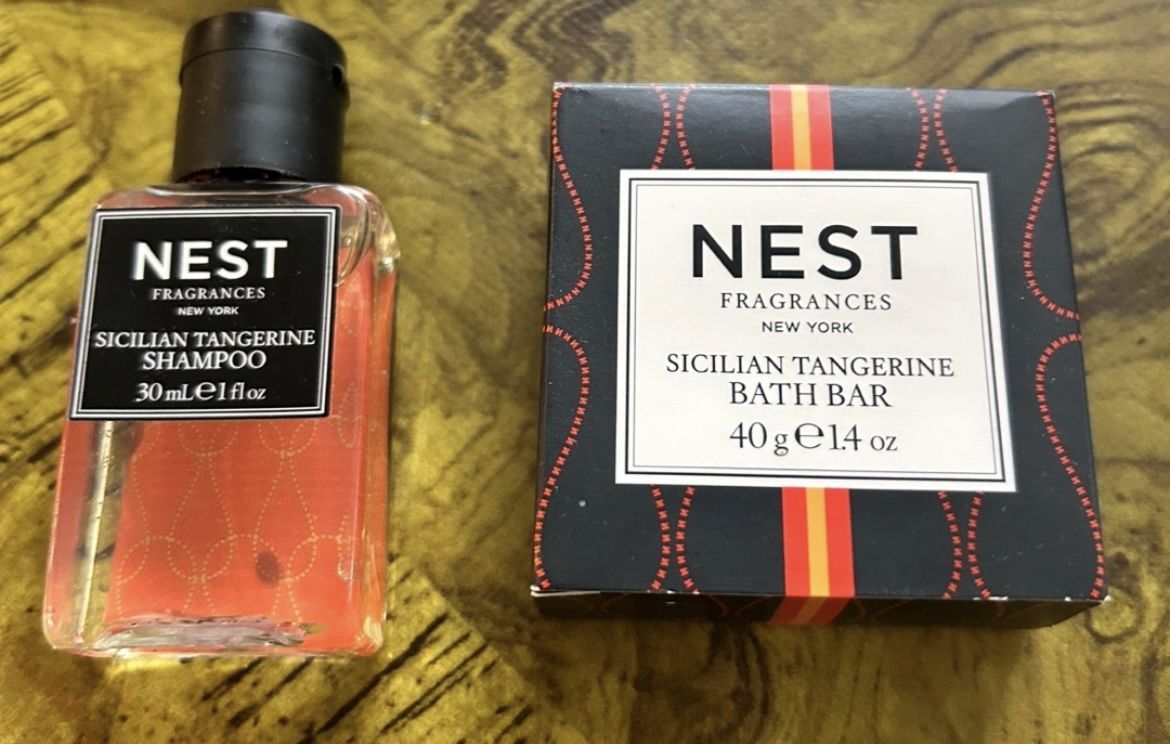 NEST
FRAGRANCES
NEW YORK
SICILIAN TANGERINE
SHAMPOO
30 mL℮1 fl oz
NEST
FRAGRANCES
NEW YORK
SICILIAN TANGERINE
BATH BAR
40 g℮1.4 oz